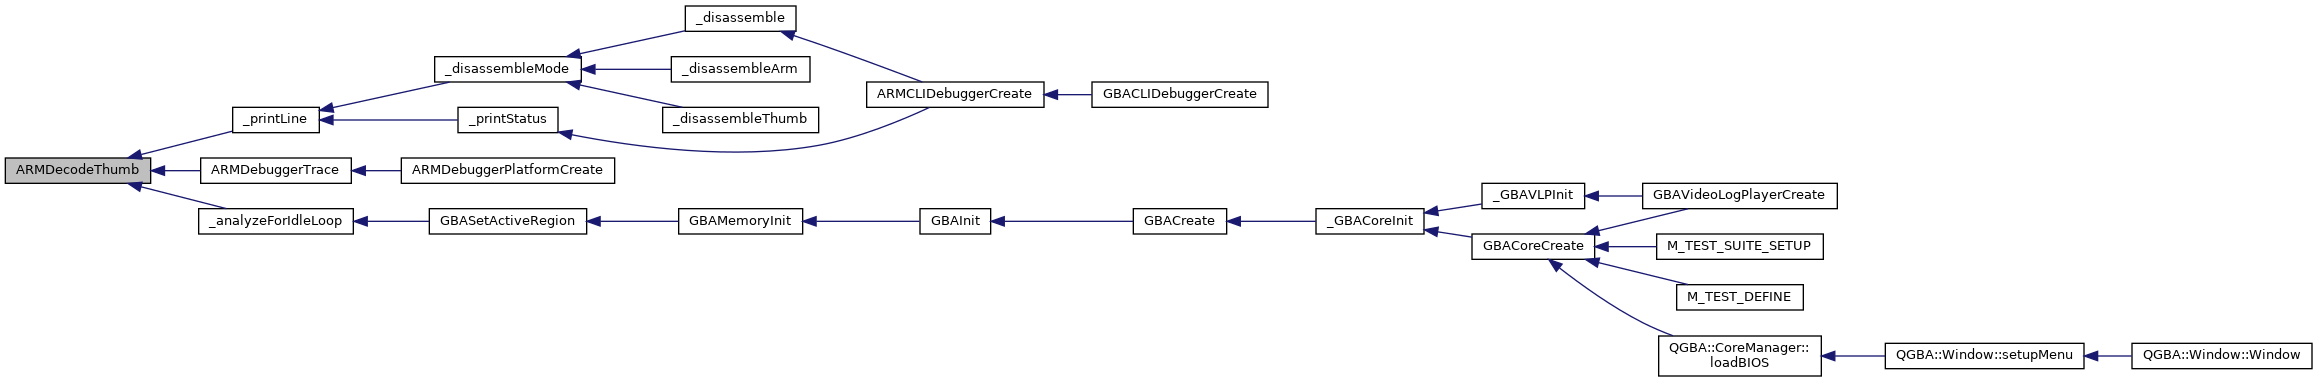 _disassemble
_disassembleMode
_disassembleArm
ARMCLIDebuggerCreate
GBACLIDebuggerCreate
_printLine
_printStatus
_disassembleThumb
ARMDecodeThumb
ARMDebuggerTrace
ARMDebuggerPlatformCreate
_GBAVLPInit
GBAVideoLogPlayerCreate
_analyzeForIdleLoop
GBASetActiveRegion
GBAMemoryInit
GBAInit
GBACreate
_GBACoreInit
GBACoreCreate
M_TEST_SUITE_SETUP
M_TEST_DEFINE
QGBA::CoreManager::
loadBIOS
QGBA::Window::setupMenu
QGBA::Window::Window